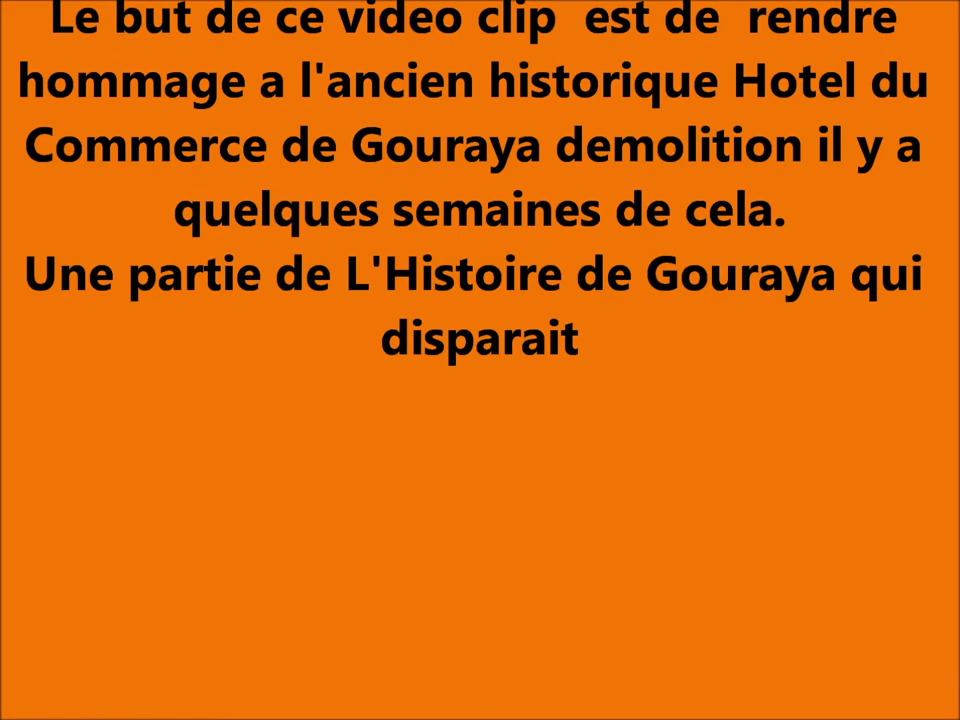 Le but de ce video clip est de rendre
hommage a l'ancien historique Hotel du
Commerce de Gouraya demolition il y a
quelques semaines de cela.
Une partie de L'Histoire de Gouraya qui
disparait